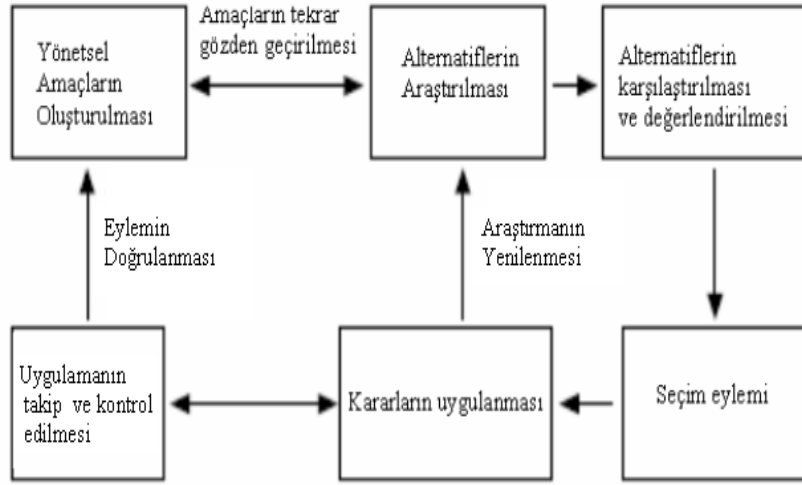 Yönetsel
Amaçların
Oluşturulması
Amaçların tekrar
gözden geçirilmesi
Alternatiflerin
Araştırılması
Alternatiflerin
karşılaştırılması
ve değerlendirilmesi
Eylemin
Doğrulanması
Araştırmanın
Yenilenmesi
Uygulamanın
takip ve kontrol
edilmesi
Kararların uygulanması
Seçim eylemi